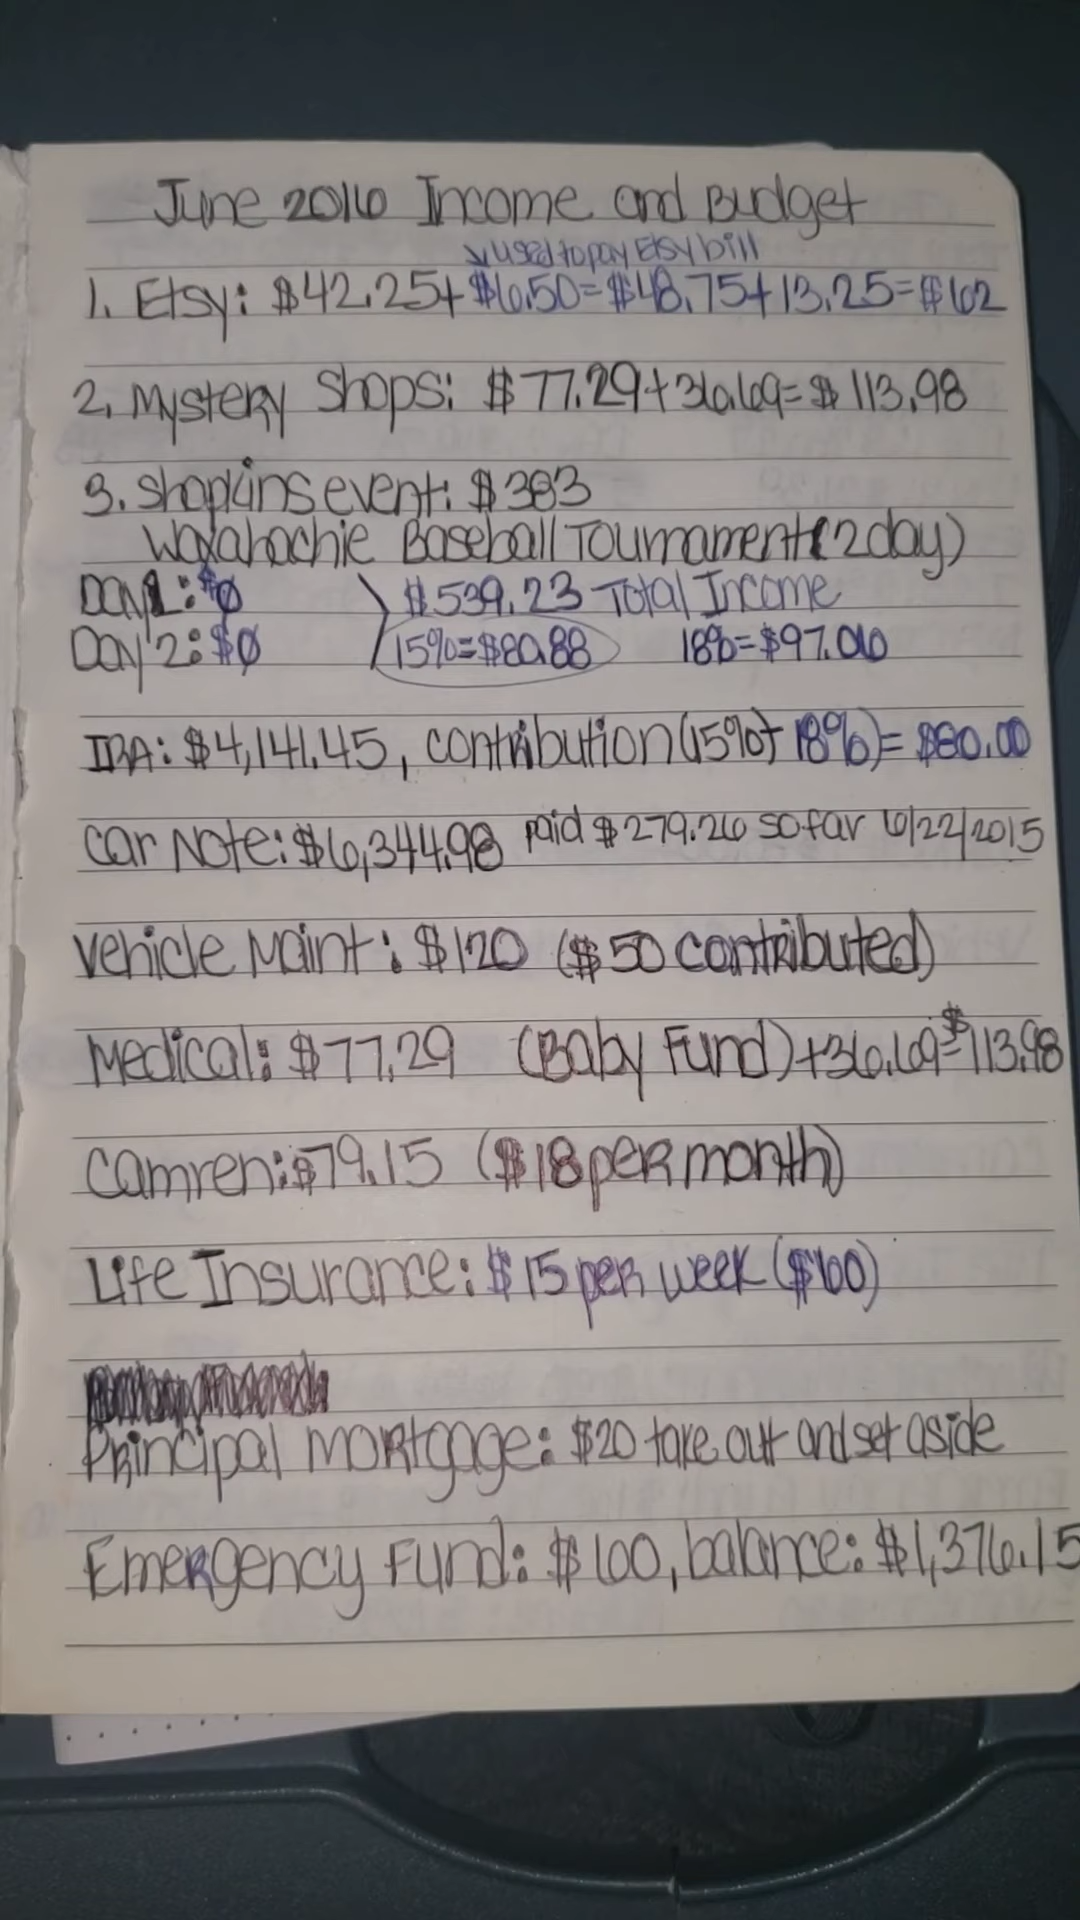 June 2016 Income and Budget
↘used to pay Etsy bill
1. Etsy: $42.25+ $6.50=$48.75+13.25=$62
2. Mystery Shops: $77.29+36.69=$113.98
3. Shopkins event: $383
Waxahachie Baseball Tournament (2 day)
Day 1: $0
$539.23 Total Income
Day 2: $0
15%=$80.88 18%=$97.06
IRA: $4,141.45, contribution (15%+ 18%)= $80.00
Car Note: $6,344.98 paid $279.26 so far 6/22/2015
Vehicle Maint: $120 ($50 contributed)
Medical: $77.29 (Baby Fund) +36.69=$113.98
Camren: $79.15 ($18 per month)
Life Insurance: $15 per week ($60)
Principal Mortgage: $20 take out and set aside
Emergency Fund: $100, balance: $1,376.15